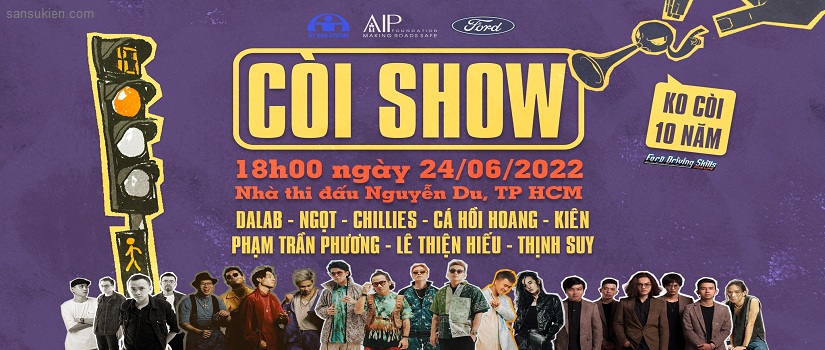 sansukien.com
AIP
FOUNDATION
MAKING ROADS SAFE
Ford
CÒI SHOW
KO CÒI
10 NĂM
Ford Driving Skills
18h00 ngày 24/06/2022
Nhà thi đấu Nguyễn Du, TP HCM
DALAB - NGỌT - CHILLIES - CÁ HỒI HOANG - KIÊN
PHẠM TRẦN PHƯƠNG - LÊ THIỆN HIẾU - THỊNH SUY